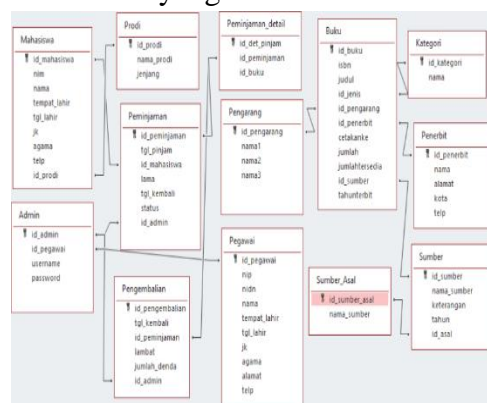 Mahasiswa
id_mahasiswa
nim
nama
tempat_lahir
tgl_lahir
jk
agama
telp
id_prodi
Prodi
id_prodi
nama_prodi
jenjang
Peminjaman_detail
id_det_pinjam
id_peminjaman
id_buku
Buku
id_buku
isbn
judul
id_jenis
id_pengarang
id_penerbit
cetakanke
jumlah
jumlahtersedia
id_sumber
tahunterbit
Kategori
id_kategori
nama
Peminjaman
id_peminjaman
tgl_pinjam
id_mahasiswa
lama
tgl_kembali
status
id_admin
Pengarang
id_pengarang
nama1
nama2
nama3
Penerbit
id_penerbit
nama
alamat
kota
telp
Admin
id_admin
id_pegawai
username
password
Pegawai
id_pegawai
nip
nidn
nama
tempat_lahir
tgl_lahir
jk
agama
alamat
telp
Pengembalian
id_pengembalian
tgl_kembali
id_peminjaman
lambat
jumlah_denda
id_admin
Sumber_Asal
id_sumber_asal
nama_sumber
Sumber
id_sumber
nama_sumber
keterangan
tahun
id_asal